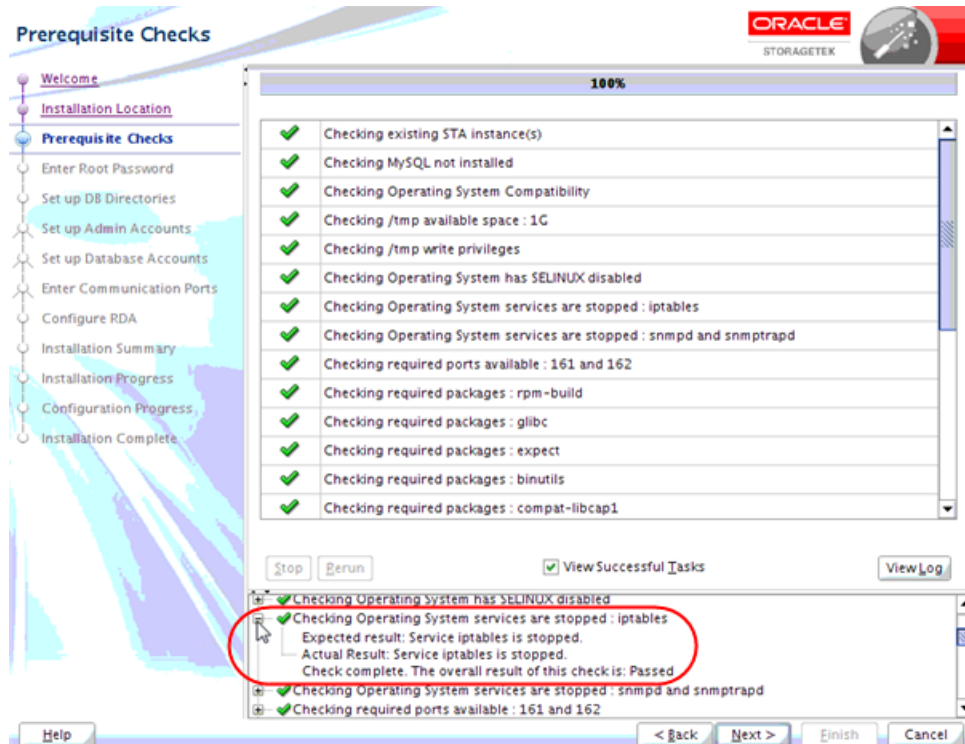 Prerequisite Checks
ORACLE
STORAGETEK
Welcome
Installation Location
Prerequisite Checks
Enter Root Password
Set up DB Directories
Set up Admin Accounts
Set up Database Accounts
Enter Communication Ports
Configure RDA
Installation Summary
Installation Progress
Configuration Progress
Installation Complete
100%
Checking existing STA instance(s)
Checking MySQL not installed
Checking Operating System Compatibility
Checking /tmp available space : 1G
Checking /tmp write privileges
Checking Operating System has SELINUX disabled
Checking Operating System services are stopped : iptables
Checking Operating System services are stopped : snmpd and snmptrapd
Checking required ports available : 161 and 162
Checking required packages : rpm-build
Checking required packages : glibc
Checking required packages : expect
Checking required packages : binutils
Checking required packages : compat-libcap1
Stop
Rerun
View Successful Tasks
View Log
Checking Operating System has SELINUX disabled
Checking Operating System services are stopped : iptables
Expected result: Service iptables is stopped.
Actual Result: Service iptables is stopped.
Check complete. The overall result of this check is: Passed
Checking Operating System services are stopped : snmpd and snmptrapd
Checking required ports available : 161 and 162
Help
< Back
Next >
Finish
Cancel